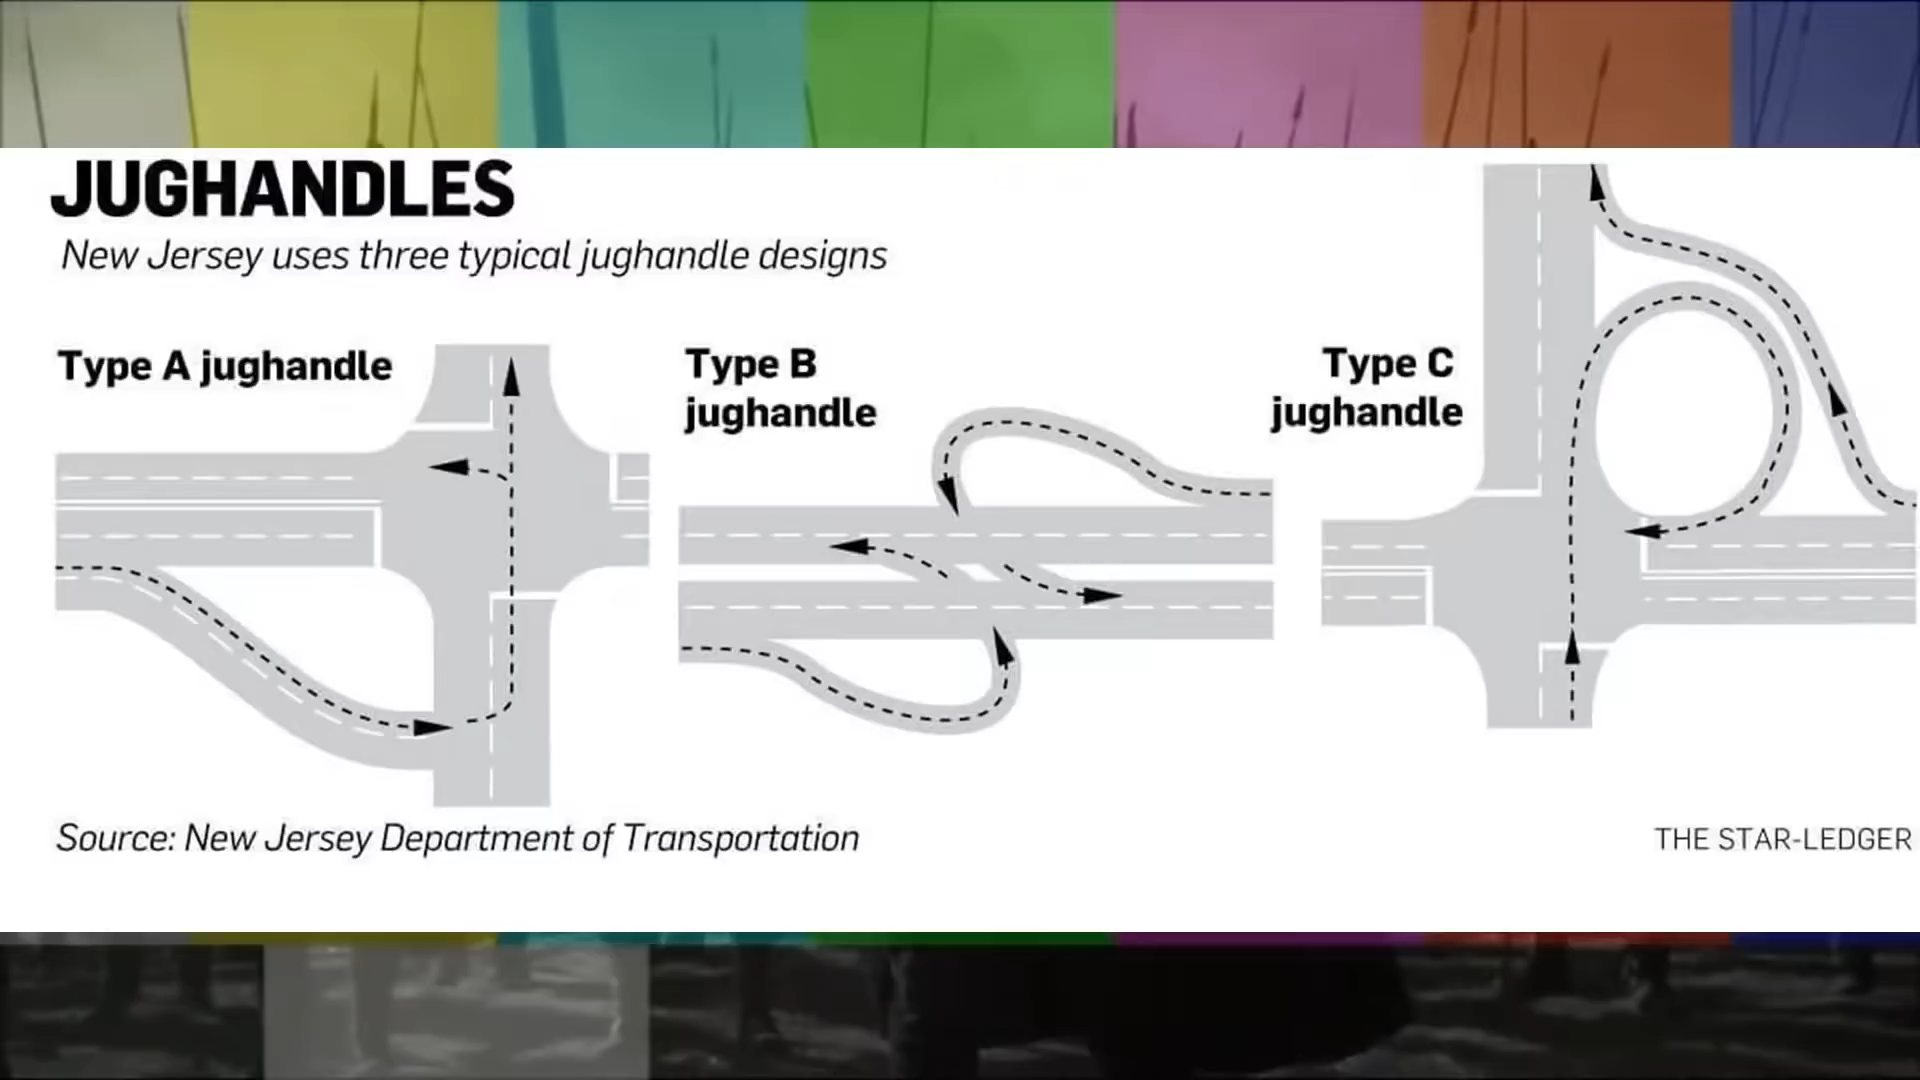 JUGHANDLES
New Jersey uses three typical jughandle designs
Type A jughandle
Type B
jughandle
Type C
jughandle
Source: New Jersey Department of Transportation
THE STAR-LEDGER